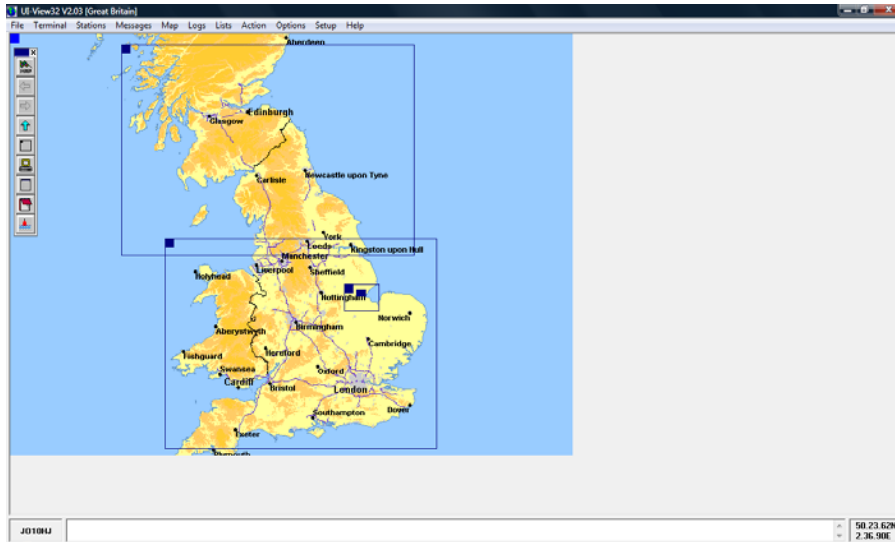 UI-View32 V2.03 [Great Britain]
File Terminal Stations Messages Map Logs Lists Action Options Setup Help
Aberdeen
Edinburgh
Glasgow
Carlisle
Newcastle upon Tyne
York
Leeds
Kingston upon Hull
Manchester
Liverpool
Sheffield
Holyhead
Nottingham
Norwich
Birmingham
Aberystwyth
Cambridge
Fishguard
Hereford
Swansea
Oxford
Cardiff
Bristol
London
Southampton
Dover
Exeter
Plymouth
JO10HJ
50.23.62N
2.36.90E